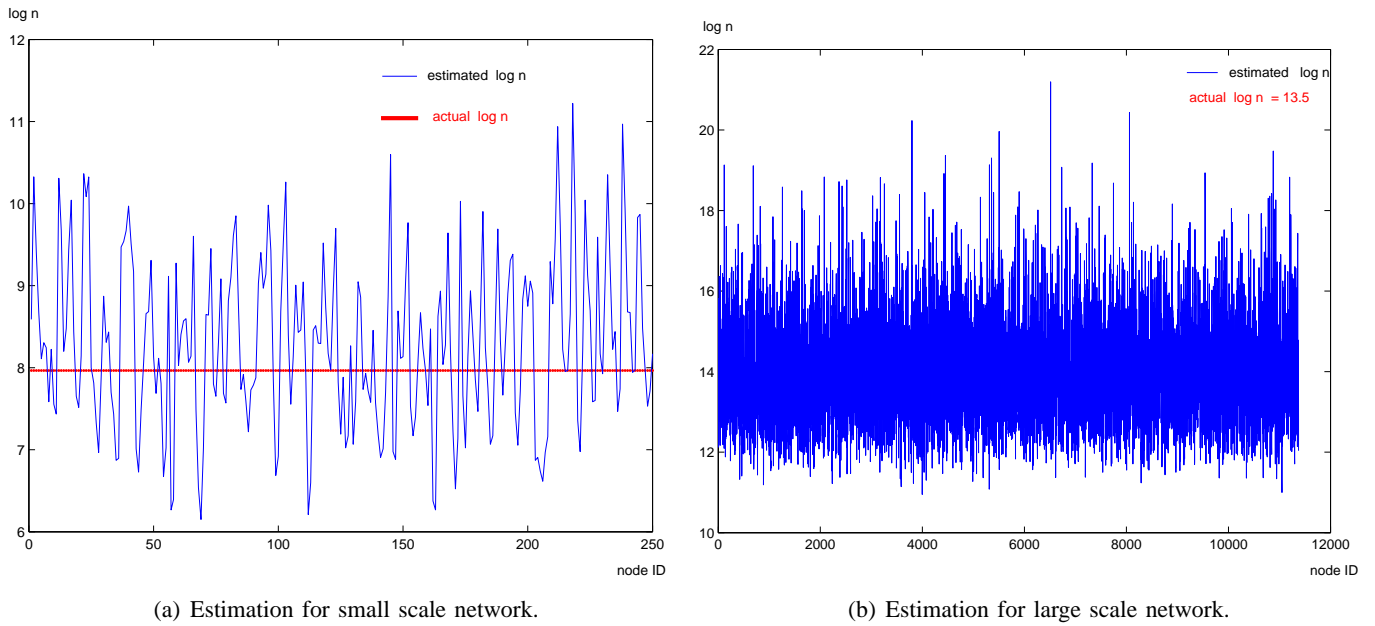 log n
12
11
10
9
8
7
6
0
50
100
150
200
250
node ID
estimated log n
actual log n
(a) Estimation for small scale network.
log n
22
20
18
16
14
12
10
0
2000
4000
6000
8000
10000
12000
node ID
estimated log n
actual log n = 13.5
(b) Estimation for large scale network.